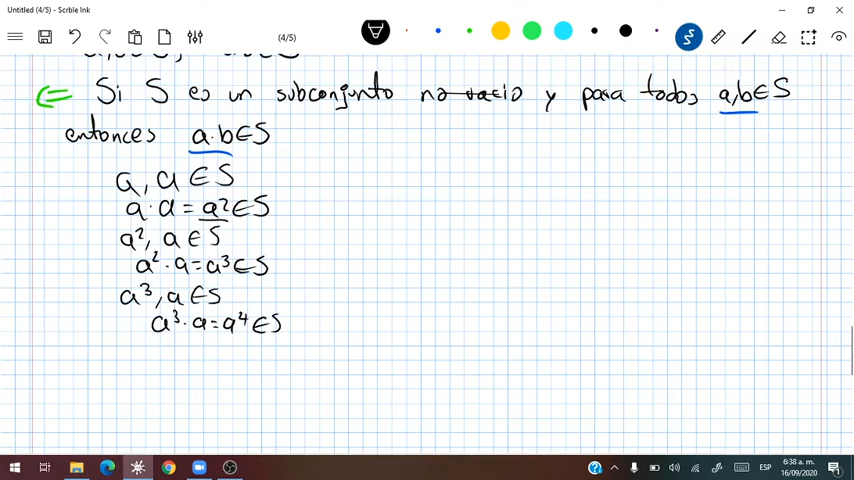 Untitled (4/5) - Scrble Ink
(4/5)
⇐ Si S es un subconjunto no vacio y para todos a,b∈S
entonces a·b∈S
a, a ∈ S
a·a = a²∈S
a², a ∈ S
a²·a = a³∈S
a³, a ∈ S
a³·a = a⁴∈S
ESP
6:38 a. m.
16/09/2020